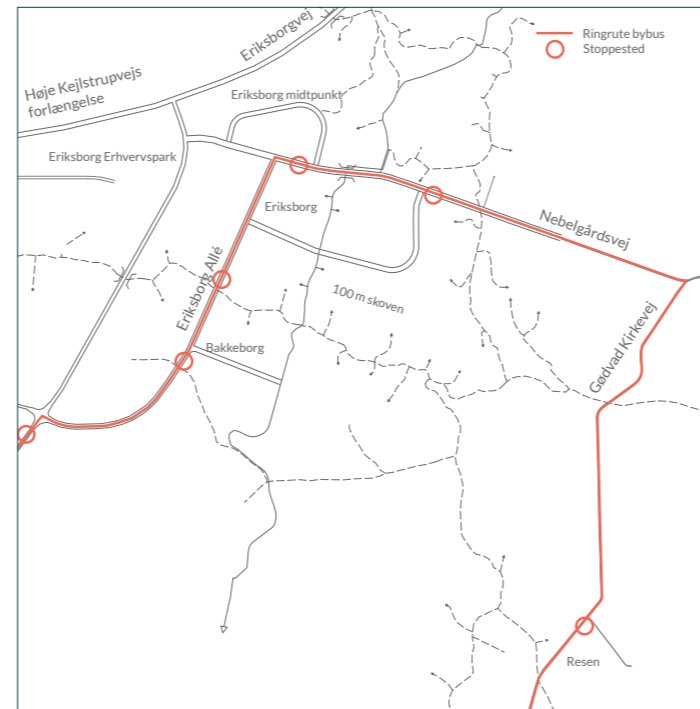 Ringrute bybus
Stoppested
Eriksborgvej
Høje Kejlstrupvejs
forlængelse
Eriksborg midtpunkt
Eriksborg Erhvervspark
Eriksborg
Nebelgårdsvej
Eriksborg Allé
100 m skoven
Bakkeborg
Gødvad Kirkevej
Resen